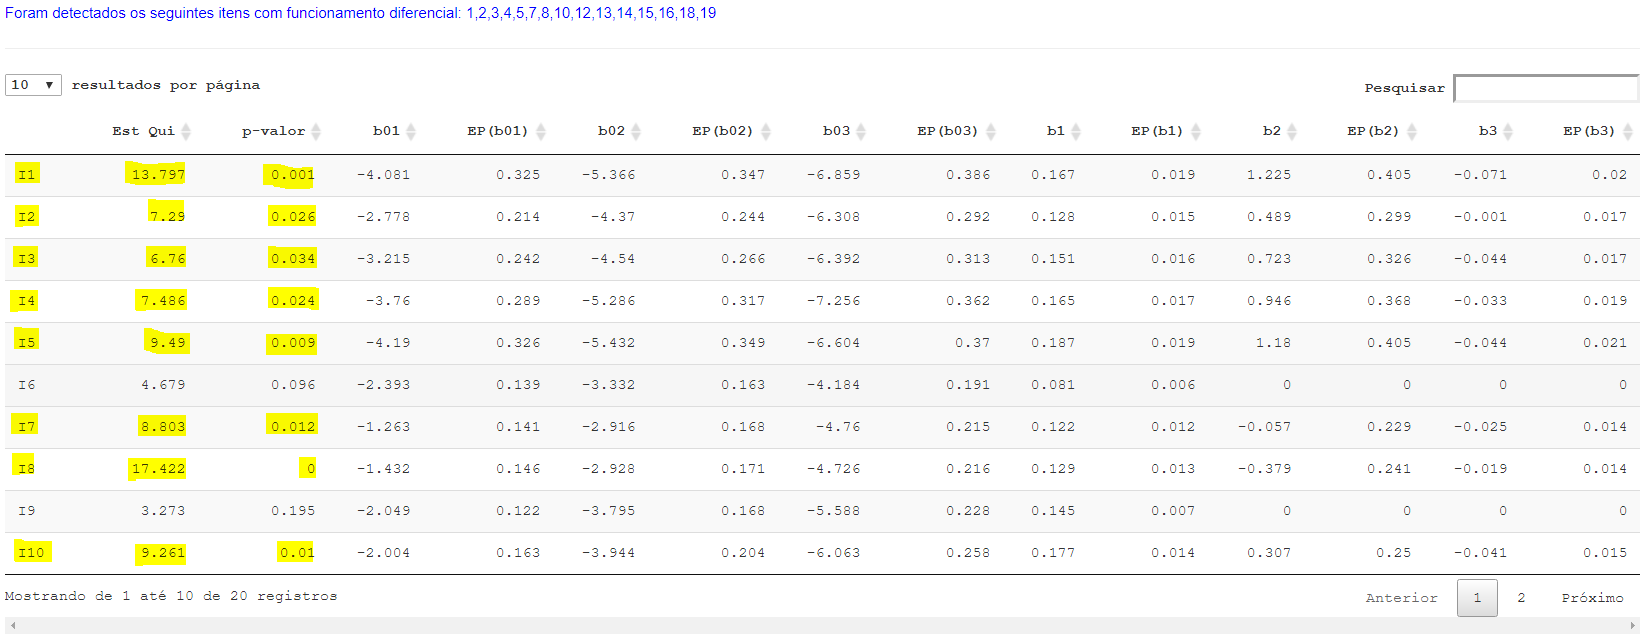 Foram detectados os seguintes itens com funcionamento diferencial: 1,2,3,4,5,7,8,10,12,13,14,15,16,18,19
10 resultados por página Pesquisar
Est Qui p-valor b01 EP(b01) b02 EP(b02) b03 EP(b03) b1 EP(b1) b2 EP(b2) b3 EP(b3)
I1 13.797 0.001 -4.081 0.325 -5.366 0.347 -6.859 0.386 0.167 0.019 1.225 0.405 -0.071 0.02
I2 7.29 0.026 -2.778 0.214 -4.37 0.244 -6.308 0.292 0.128 0.015 0.489 0.299 -0.001 0.017
I3 6.76 0.034 -3.215 0.242 -4.54 0.266 -6.392 0.313 0.151 0.016 0.723 0.326 -0.044 0.017
I4 7.486 0.024 -3.76 0.289 -5.286 0.317 -7.256 0.362 0.165 0.017 0.946 0.368 -0.033 0.019
I5 9.49 0.009 -4.19 0.326 -5.432 0.349 -6.604 0.37 0.187 0.019 1.18 0.405 -0.044 0.021
I6 4.679 0.096 -2.393 0.139 -3.332 0.163 -4.184 0.191 0.081 0.006 0 0 0 0
I7 8.803 0.012 -1.263 0.141 -2.916 0.168 -4.76 0.215 0.122 0.012 -0.057 0.229 -0.025 0.014
I8 17.422 0 -1.432 0.146 -2.928 0.171 -4.726 0.216 0.129 0.013 -0.379 0.241 -0.019 0.014
I9 3.273 0.195 -2.049 0.122 -3.795 0.168 -5.588 0.228 0.145 0.007 0 0 0 0
I10 9.261 0.01 -2.004 0.163 -3.944 0.204 -6.063 0.258 0.177 0.014 0.307 0.25 -0.041 0.015
Mostrando de 1 até 10 de 20 registros Anterior 1 2 Próximo